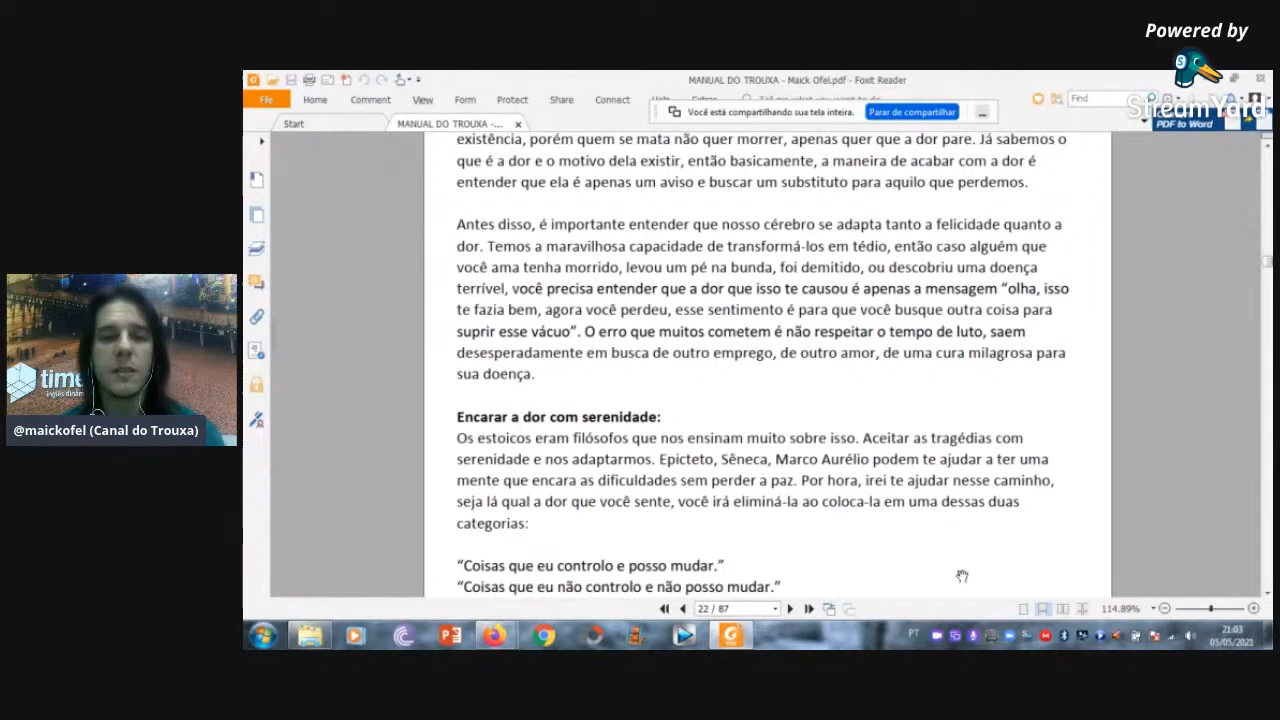 Powered by
StreamYard
MANUAL DO TROUXA - Maick Ofel.pdf - Foxit Reader
File Home Comment View Form Protect Share Connect Help
Find
Você está compartilhando sua tela inteira. Parar de compartilhar
PDF to Word
Start MANUAL DO TROUXA -...
existência, porém quem se mata não quer morrer, apenas quer que a dor pare. Já sabemos o
que é a dor e o motivo dela existir, então basicamente, a maneira de acabar com a dor é
entender que ela é apenas um aviso e buscar um substituto para aquilo que perdemos.
Antes disso, é importante entender que nosso cérebro se adapta tanto a felicidade quanto a
dor. Temos a maravilhosa capacidade de transformá-los em tédio, então caso alguém que
você ama tenha morrido, levou um pé na bunda, foi demitido, ou descobriu uma doença
terrível, você precisa entender que a dor que isso te causou é apenas a mensagem “olha, isso
te fazia bem, agora você perdeu, esse sentimento é para que você busque outra coisa para
suprir esse vácuo”. O erro que muitos cometem é não respeitar o tempo de luto, saem
desesperadamente em busca de outro emprego, de outro amor, de uma cura milagrosa para
sua doença.
Encarar a dor com serenidade:
Os estoicos eram filósofos que nos ensinam muito sobre isso. Aceitar as tragédias com
serenidade e nos adaptarmos. Epicteto, Sêneca, Marco Aurélio podem te ajudar a ter uma
mente que encara as dificuldades sem perder a paz. Por hora, irei te ajudar nesse caminho,
seja lá qual a dor que você sente, você irá eliminá-la ao coloca-la em uma dessas duas
categorias:
“Coisas que eu controlo e posso mudar.”
“Coisas que eu não controlo e não posso mudar.”
22 / 87
114.89%
time
inglês dinâ
@maickofel (Canal do Trouxa)
PT
21:03
05/05/2021